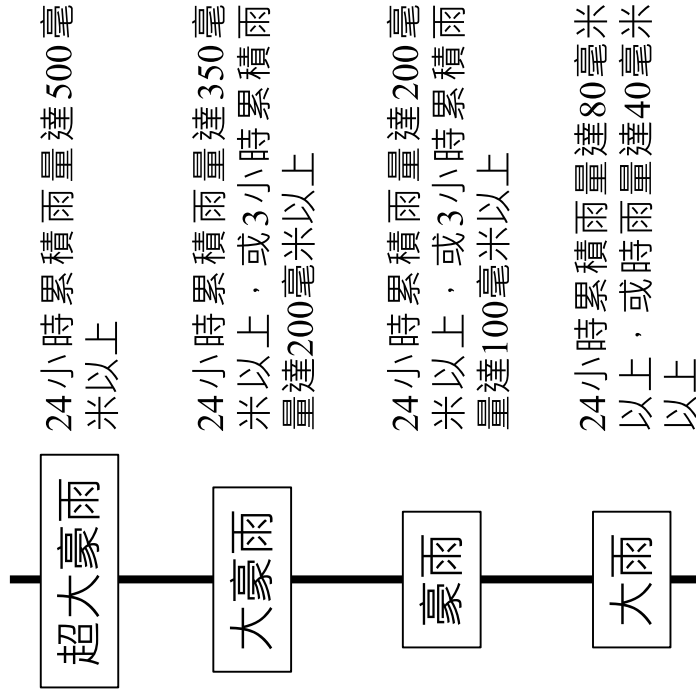 超大豪雨
24小時累積雨量達500毫
米以上
大豪雨
24小時累積雨量達350毫
米以上，或3小時累積雨
量達200毫米以上
豪雨
24小時累積雨量達200毫
米以上，或3小時累積雨
量達100毫米以上
大雨
24小時累積雨量達80毫米
以上，或時雨量達40毫米
以上